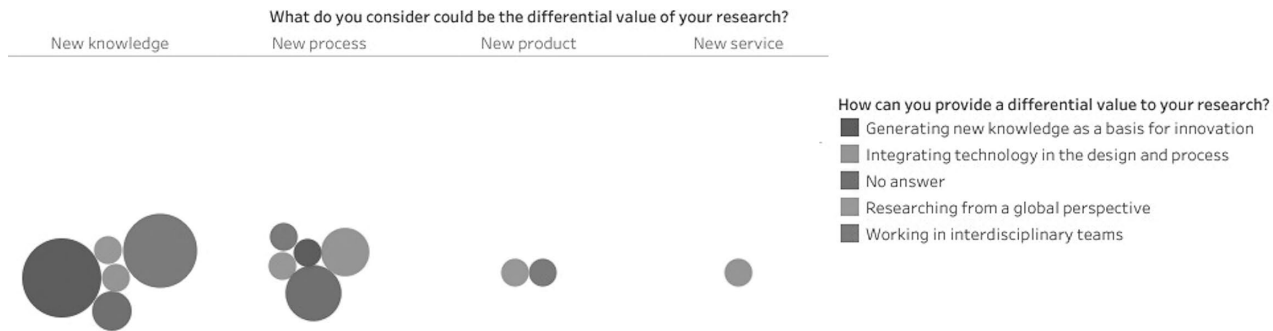 What do you consider could be the differential value of your research?
New knowledge New process New product New service
How can you provide a differential value to your research?
Generating new knowledge as a basis for innovation
Integrating technology in the design and process
No answer
Researching from a global perspective
Working in interdisciplinary teams